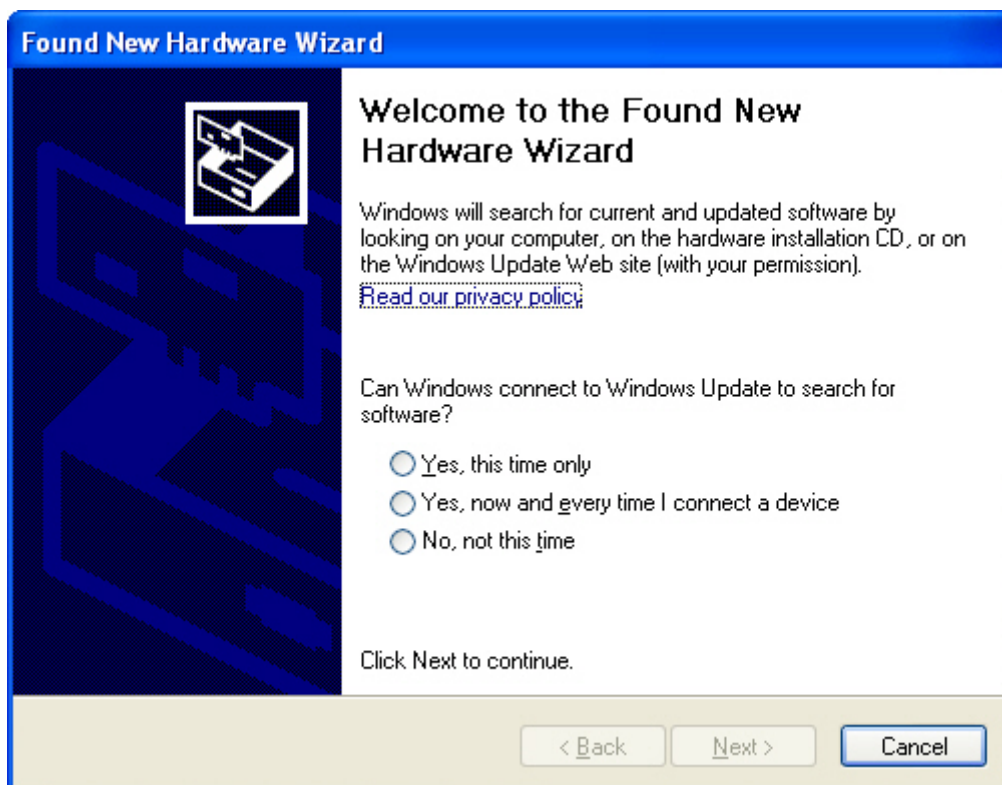 Found New Hardware Wizard
Welcome to the Found New
Hardware Wizard
Windows will search for current and updated software by
looking on your computer, on the hardware installation CD, or on
the Windows Update Web site (with your permission).
Read our privacy policy
Can Windows connect to Windows Update to search for
software?
Yes, this time only
Yes, now and every time I connect a device
No, not this time
Click Next to continue.
< Back Next > Cancel